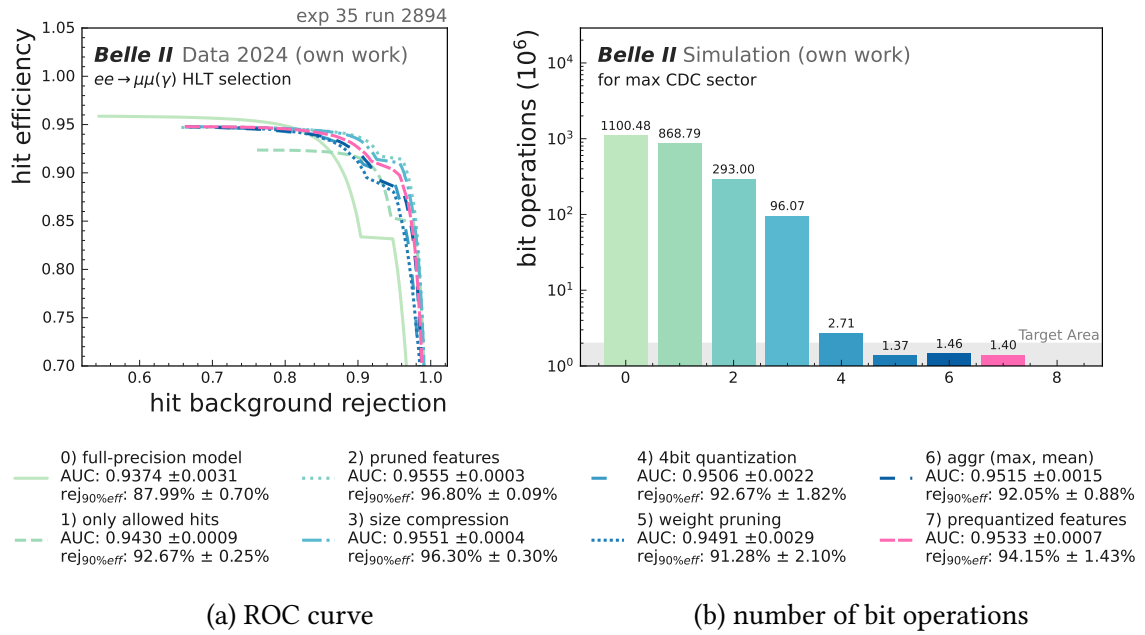 exp 35 run 2894
Belle II Data 2024 (own work)
ee→μμ(γ) HLT selection
hit efficiency
1.05
1.00
0.95
0.90
0.85
0.80
0.75
0.70
0.6 0.7 0.8 0.9 1.0
hit background rejection
Belle II Simulation (own work)
for max CDC sector
bit operations (10⁶)
10⁴
10³
10²
10¹
10⁰
1100.48
868.79
293.00
96.07
2.71
1.37
1.46
1.40
Target Area
0 2 4 6 8
0) full-precision model
AUC: 0.9374 ±0.0031
rej90%eff: 87.99% ± 0.70%
1) only allowed hits
AUC: 0.9430 ±0.0009
rej90%eff: 92.67% ± 0.25%
2) pruned features
AUC: 0.9555 ±0.0003
rej90%eff: 96.80% ± 0.09%
3) size compression
AUC: 0.9551 ±0.0004
rej90%eff: 96.30% ± 0.30%
4) 4bit quantization
AUC: 0.9506 ±0.0022
rej90%eff: 92.67% ± 1.82%
5) weight pruning
AUC: 0.9491 ±0.0029
rej90%eff: 91.28% ± 2.10%
6) aggr (max, mean)
AUC: 0.9515 ±0.0015
rej90%eff: 92.05% ± 0.88%
7) prequantized features
AUC: 0.9533 ±0.0007
rej90%eff: 94.15% ± 1.43%
(a) ROC curve
(b) number of bit operations